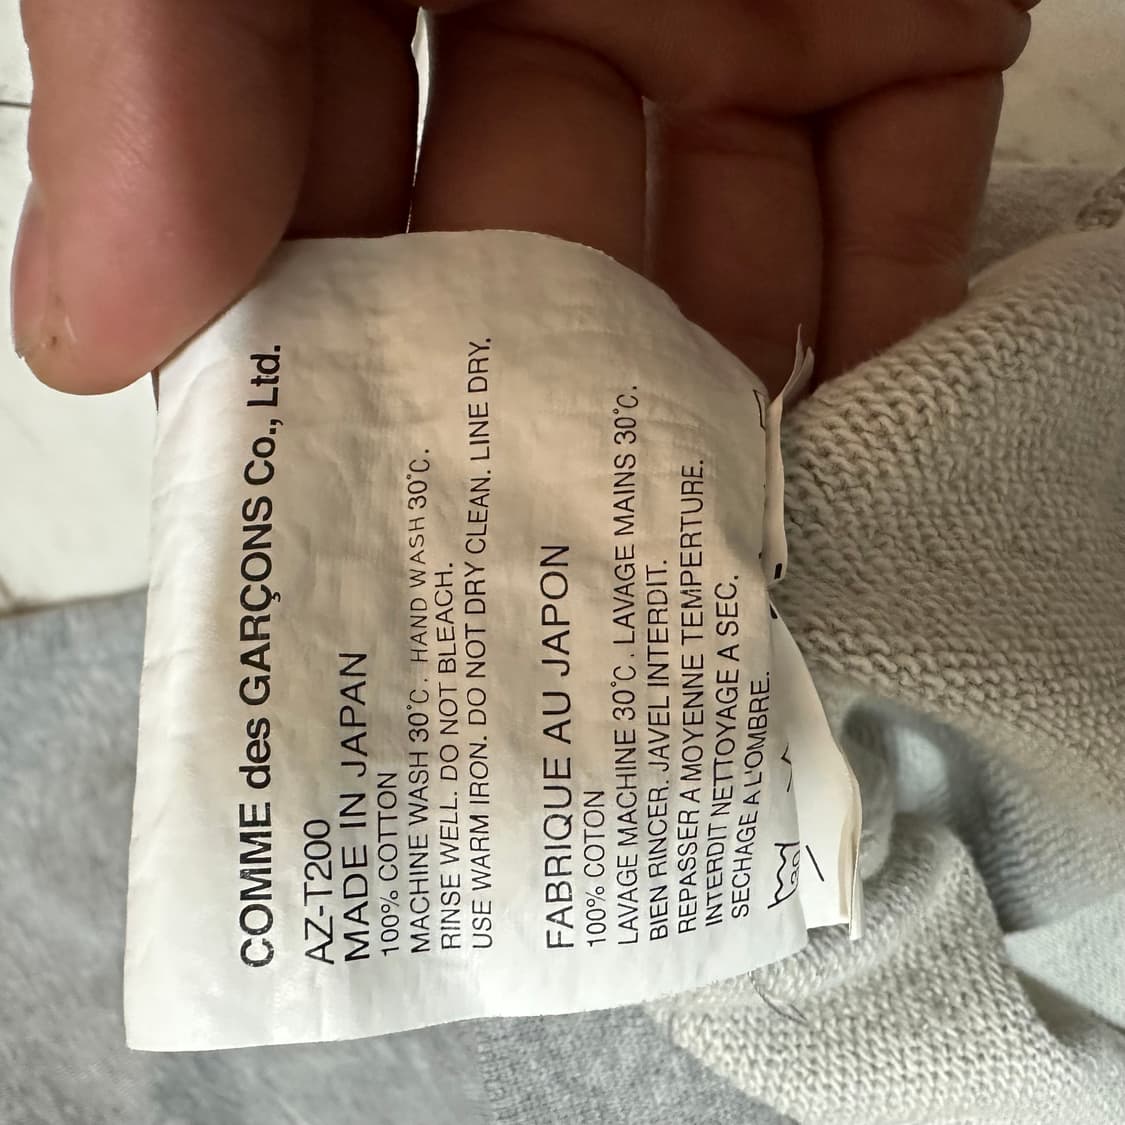 COMME des GARÇONS Co., Ltd.
AZ-T200
MADE IN JAPAN
100% COTTON
MACHINE WASH 30℃. HAND WASH 30℃.
RINSE WELL. DO NOT BLEACH.
USE WARM IRON. DO NOT DRY CLEAN. LINE DRY.
FABRIQUE AU JAPON
100% COTON
LAVAGE MACHINE 30℃. LAVAGE MAINS 30℃.
BIEN RINCER. JAVEL INTERDIT.
REPASSER A MOYENNE TEMPERTURE.
INTERDIT NETTOYAGE A SEC.
SECHAGE A L'OMBRE.